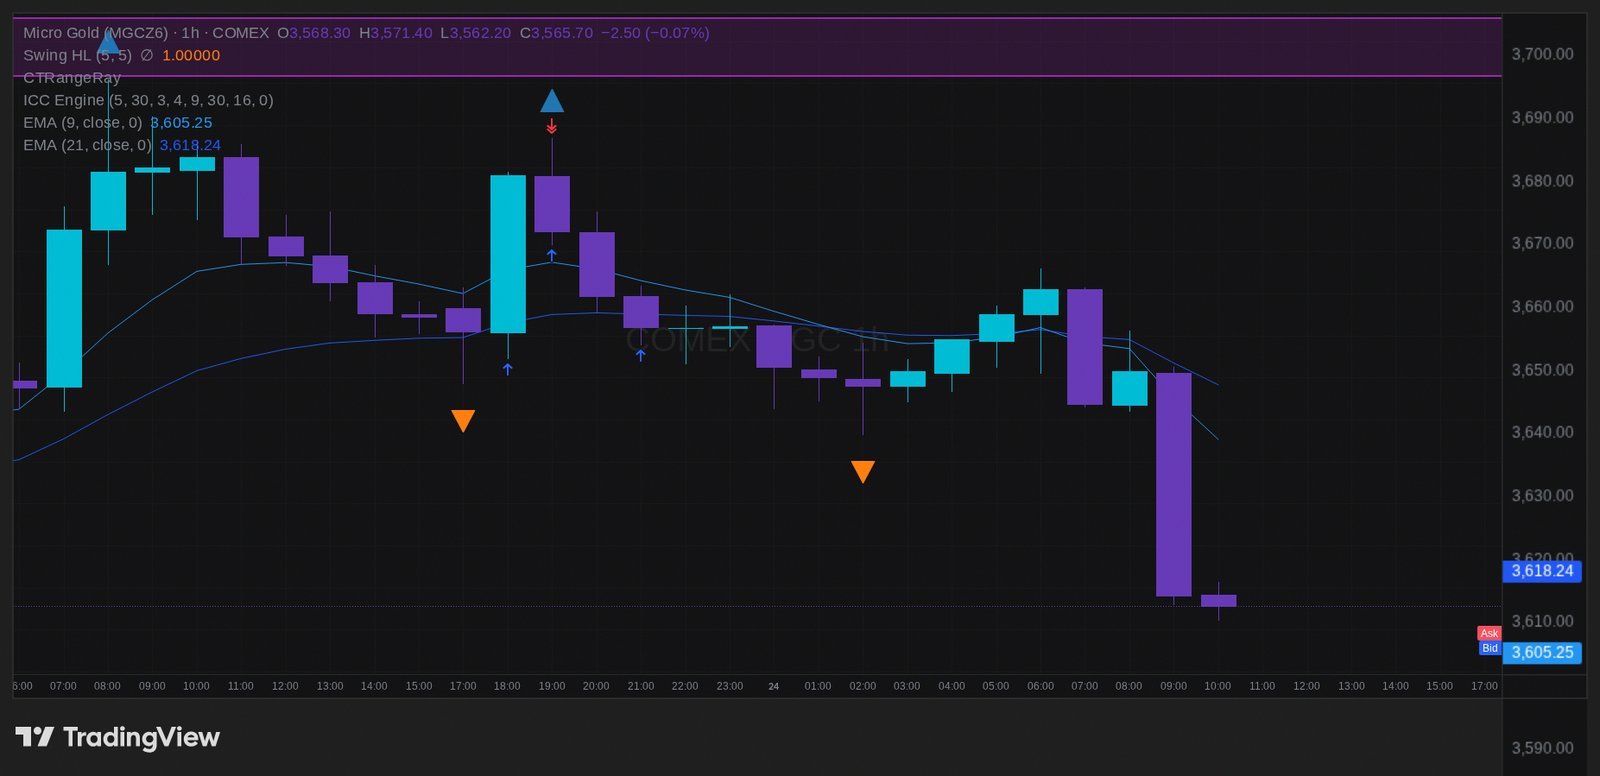 Micro Gold (MGCZ6) · 1h · COMEX O3,568.30 H3,571.40 L3,562.20 C3,565.70 −2.50 (−0.07%)
Swing HL (5, 5) ∅ 1.00000
CTRangeRay
ICC Engine (5, 30, 3, 4, 9, 30, 16, 0)
EMA (9, close, 0) 3,605.25
EMA (21, close, 0) 3,618.24
3,700.00
3,690.00
3,680.00
3,670.00
3,660.00
3,650.00
3,640.00
3,630.00
3,620.00
3,618.24
3,610.00
Ask
Bid
3,605.25
3,590.00
COMEX GC 1h
6:00 07:00 08:00 09:00 10:00 11:00 12:00 13:00 14:00 15:00 16:00 17:00 18:00 19:00 20:00 21:00 22:00 23:00 24 01:00 02:00 03:00 04:00 05:00 06:00 07:00 08:00 09:00 10:00 11:00 12:00 13:00 14:00 15:00 17:00
TradingView